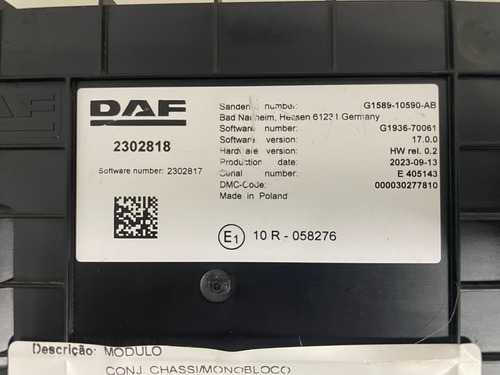 DAF
2302818
Software number: 2302817
Sanden number: G1589-10590-AB
Bad Nauheim, Hessen 61231 Germany
Software number: G1936-70061
Software version: 17.0.0
Hardware version: HW rel. 0.2
Production date: 2023-09-13
Serial number: E 405143
DMC-Code: 000030277810
Made in Poland
E1 10 R - 058276
Descrição: MODULO
CONJ CHASSI/MONOBLOCO